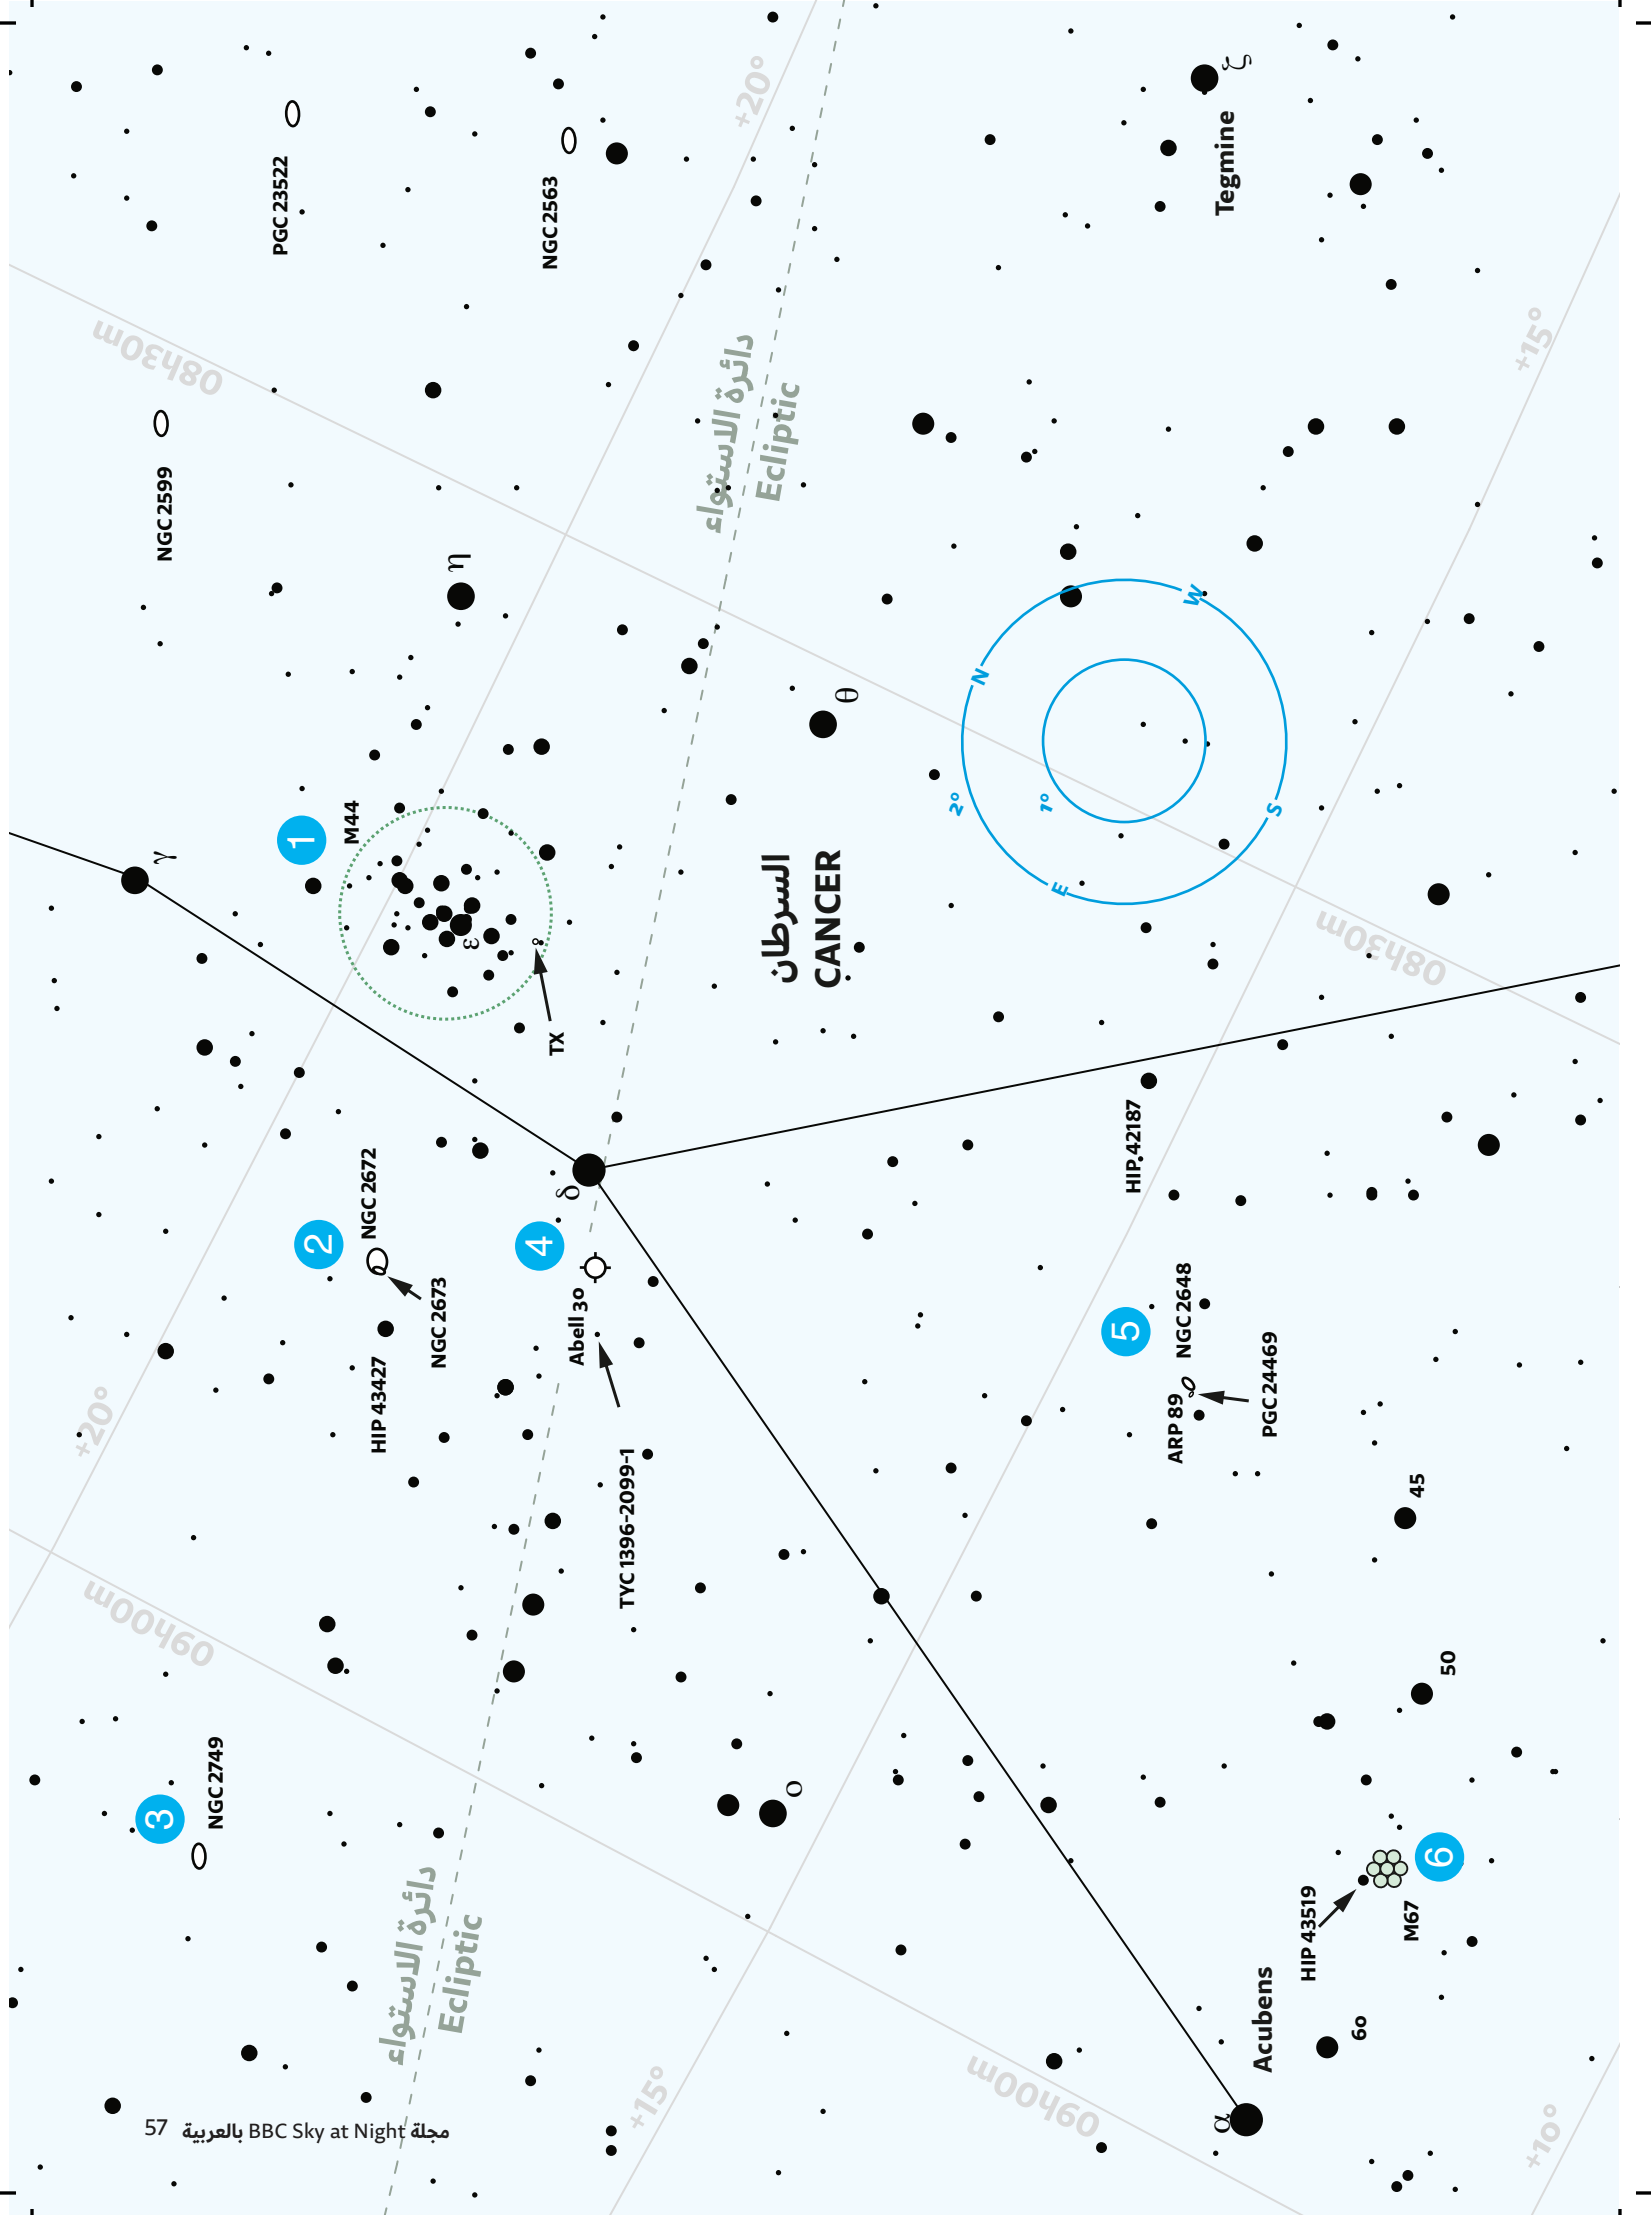 +20°
ζ
Tegmine
PGC 23522
NGC 2563
08h30m
+15°
دائرة الاستواء
Ecliptic
NGC 2599
η
θ
N
W
2°
1°
S
E
γ
1
M44
ε
TX
السرطان
CANCER
08h30m
δ
HIP 42187
2
NGC 2672
NGC 2673
HIP 43427
4
Abell 30
TYC 1396-2099-1
5
NGC 2648
ARP 89
PGC 24469
+20°
45
09h00m
50
3
NGC 2749
ο
6
M67
HIP 43519
دائرة الاستواء
Ecliptic
Acubens
60
α
+15°
09h00m
+10°
مجلة BBC Sky at Night بالعربية 57